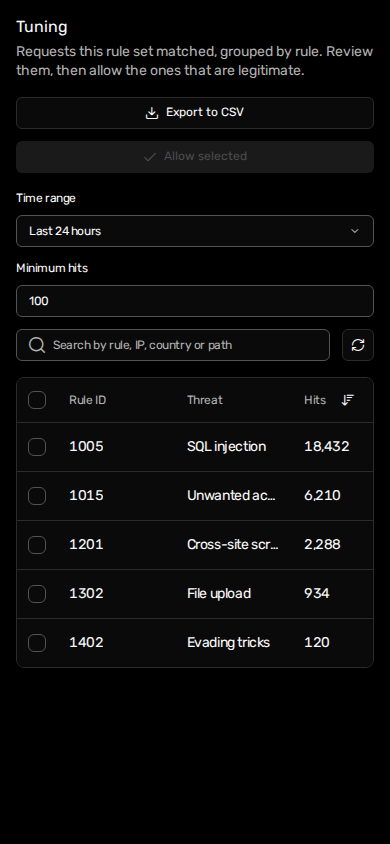 Tuning
Requests this rule set matched, grouped by rule. Review
them, then allow the ones that are legitimate.
Export to CSV
Allow selected
Time range
Last 24 hours
Minimum hits
100
Search by rule, IP, country or path
Rule ID Threat Hits
1005 SQL injection 18,432
1015 Unwanted ac... 6,210
1201 Cross-site scr... 2,288
1302 File upload 934
1402 Evading tricks 120